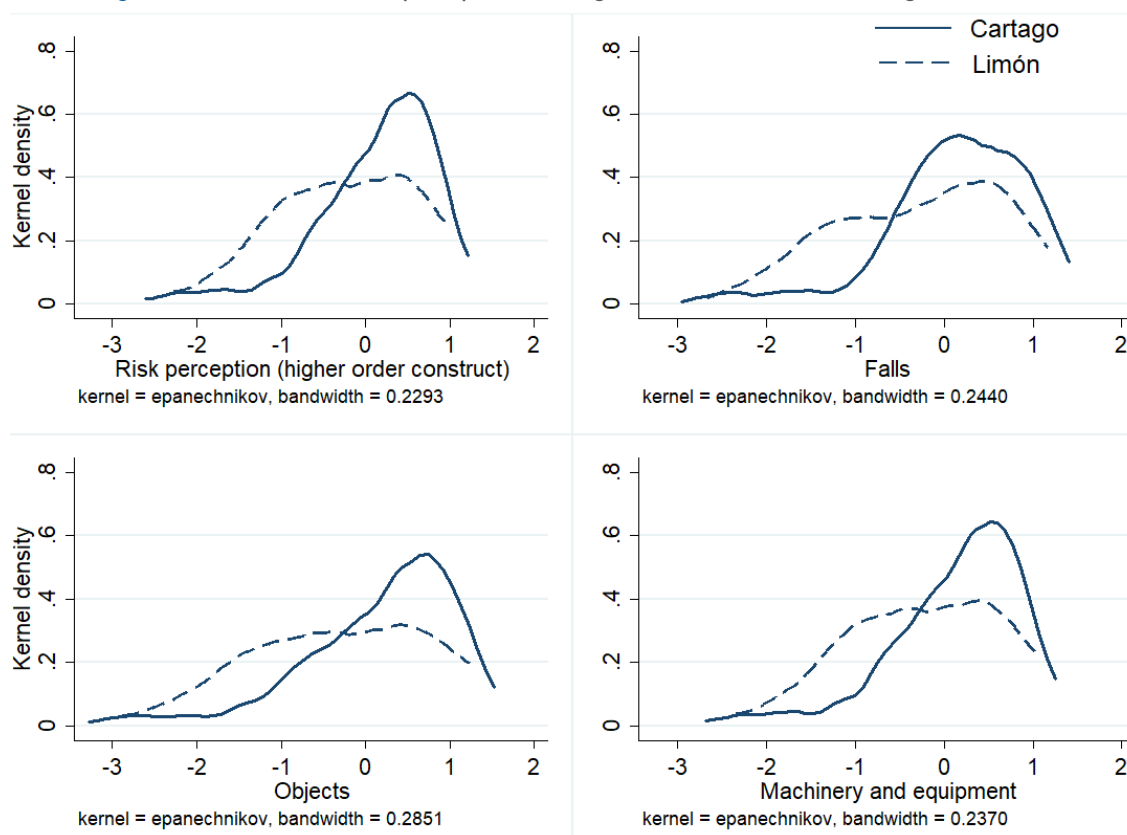 Cartago
Limón
Kernel density
0 .2 .4 .6 .8
-3 -2 -1 0 1 2
Risk perception (higher order construct)
kernel = epanechnikov, bandwidth = 0.2293
0 .2 .4 .6 .8
-3 -2 -1 0 1 2
Falls
kernel = epanechnikov, bandwidth = 0.2440
Kernel density
0 .2 .4 .6 .8
-3 -2 -1 0 1 2
Objects
kernel = epanechnikov, bandwidth = 0.2851
0 .2 .4 .6 .8
-3 -2 -1 0 1 2
Machinery and equipment
kernel = epanechnikov, bandwidth = 0.2370